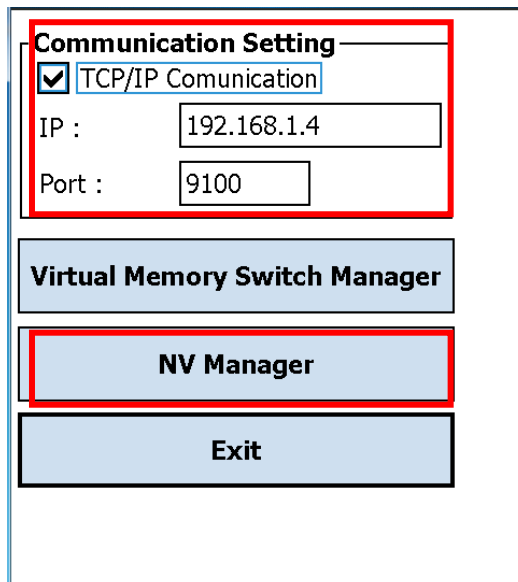 Communication Setting
TCP/IP Comunication
IP : 192.168.1.4
Port : 9100
Virtual Memory Switch Manager
NV Manager
Exit